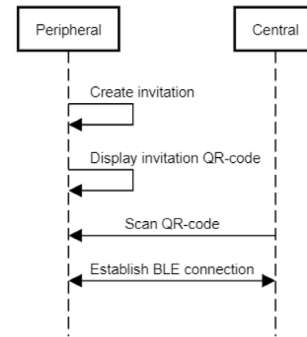 Peripheral
Central
Create invitation
Display invitation QR-code
Scan QR-code
Establish BLE connection